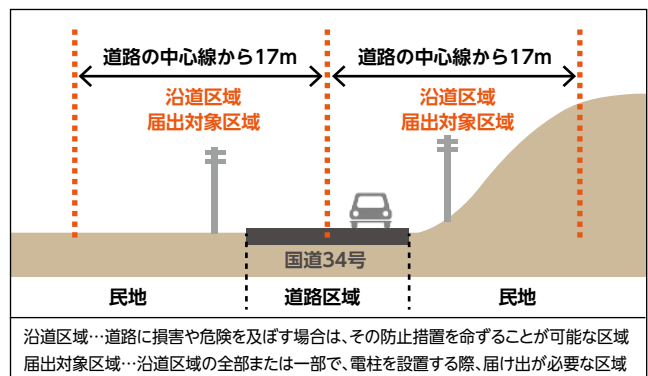 道路の中心線から17m
道路の中心線から17m
沿道区域
届出対象区域
沿道区域
届出対象区域
国道34号
民地
道路区域
民地
沿道区域…道路に損害や危険を及ぼす場合は、その防止措置を命ずることが可能な区域
届出対象区域…沿道区域の全部または一部で、電柱を設置する際、届け出が必要な区域